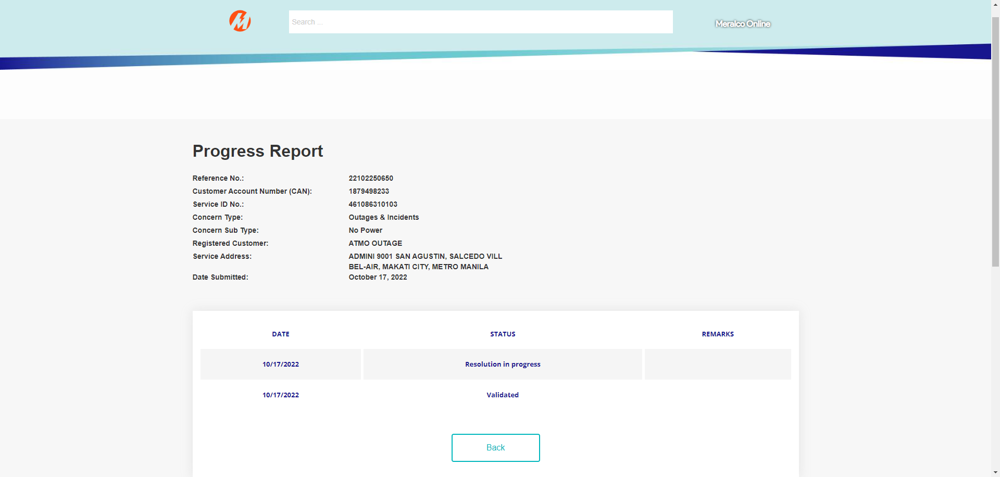 Search ...
Meralco Online
Progress Report
Reference No.: 22102250650
Customer Account Number (CAN): 1879498233
Service ID No.: 461086310103
Concern Type: Outages & Incidents
Concern Sub Type: No Power
Registered Customer: ATMO OUTAGE
Service Address: ADMINI 9001 SAN AGUSTIN, SALCEDO VILL
BEL-AIR, MAKATI CITY, METRO MANILA
Date Submitted: October 17, 2022
DATE STATUS REMARKS
10/17/2022 Resolution in progress
10/17/2022 Validated
Back